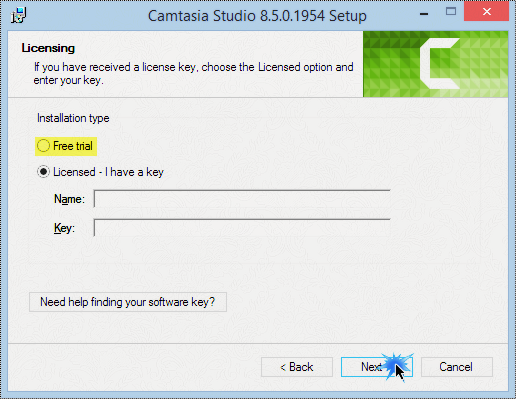 Camtasia Studio 8.5.0.1954 Setup
Licensing
If you have received a license key, choose the Licensed option and
enter your key.
Installation type
Free trial
Licensed - I have a key
Name:
Key:
Need help finding your software key?
< Back
Next
Cancel